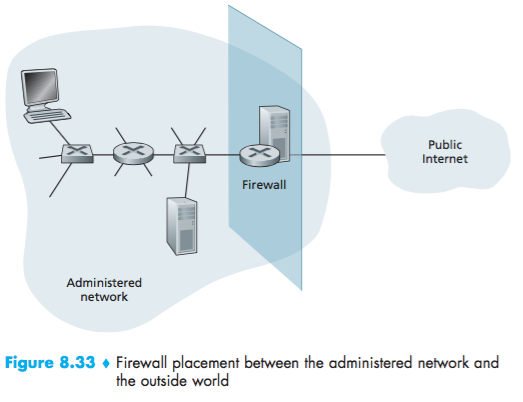 Public
Internet
Firewall
Administered
network
Figure 8.33 ♦ Firewall placement between the administered network and
the outside world